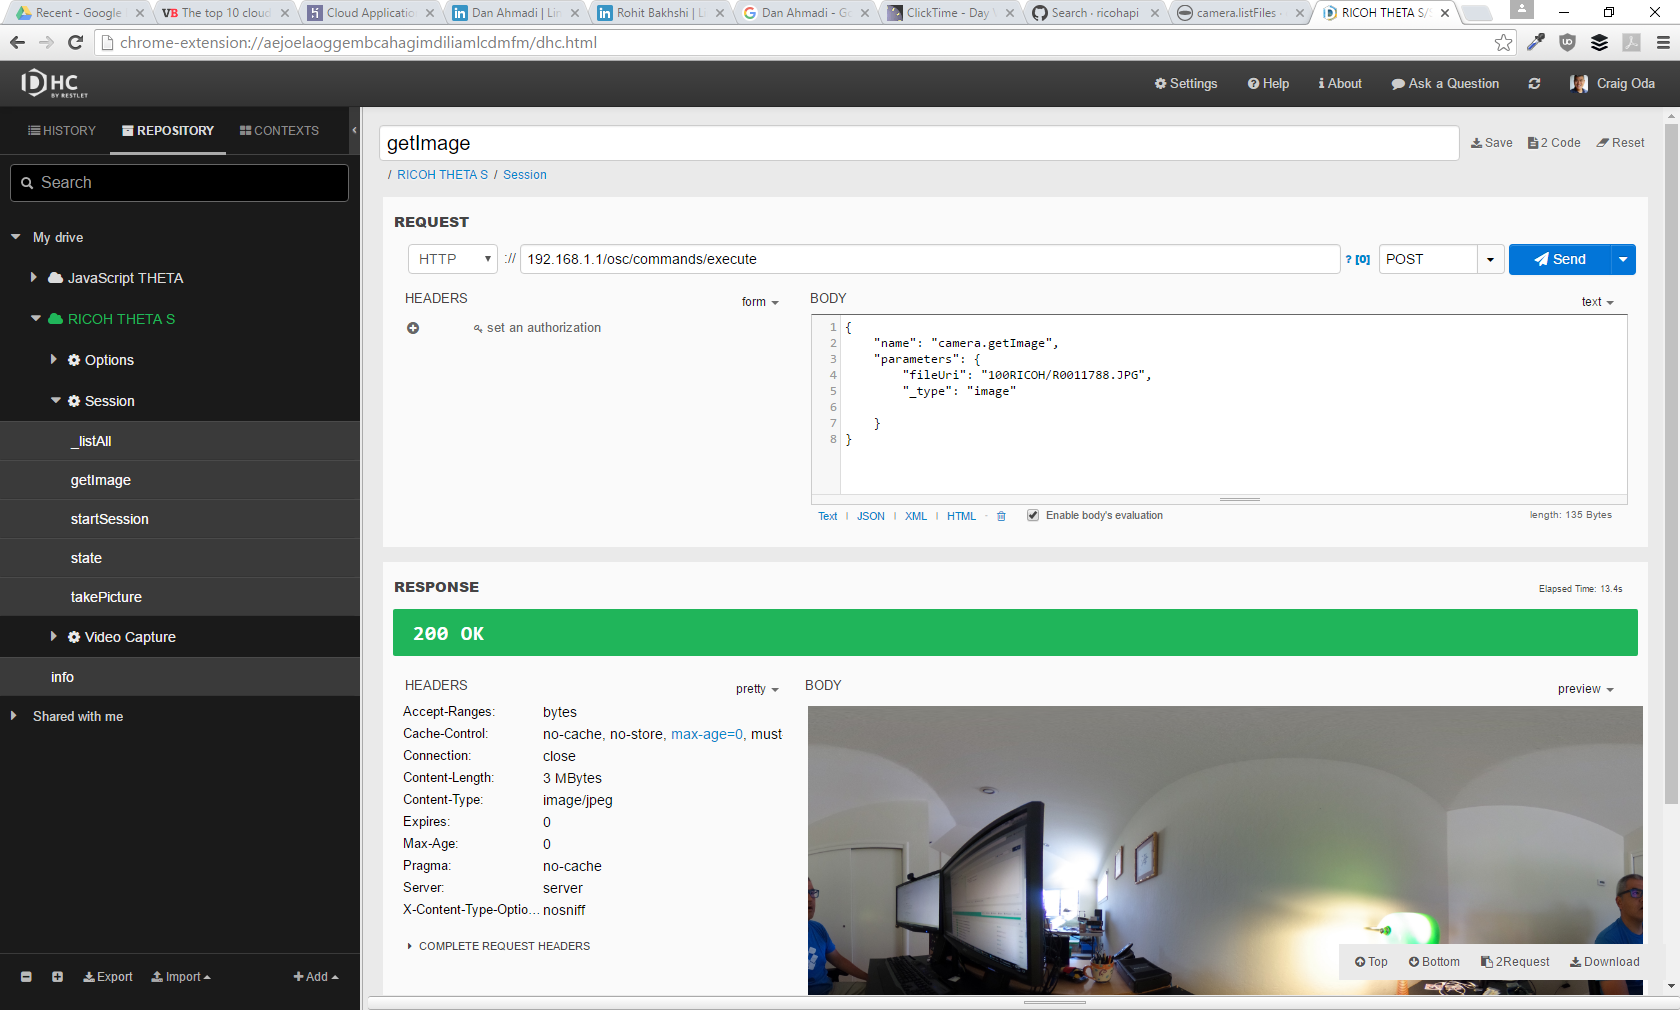 Recent - Google
VB The top 10 cloud
Cloud Applicatio
Dan Ahmadi | Lin
Rohit Bakhshi | L
Dan Ahmadi - Go
ClickTime - Day V
Search · ricohapi
camera.listFiles ·
RICOH THETA S/
chrome-extension://aejoelaoggembcahagimdiliamlcdmfm/dhc.html
DHC
BY RESTLET
Settings
Help
About
Ask a Question
Craig Oda
HISTORY
REPOSITORY
CONTEXTS
Search
My drive
JavaScript THETA
RICOH THETA S
Options
Session
_listAll
getImage
startSession
state
takePicture
Video Capture
info
Shared with me
Export
Import
Add
getImage
Save
2 Code
Reset
/ RICOH THETA S / Session
REQUEST
HTTP
://
192.168.1.1/osc/commands/execute
? [0]
POST
Send
HEADERS
form
set an authorization
BODY
text
1 {
2 "name": "camera.getImage",
3 "parameters": {
4 "fileUri": "100RICOH/R0011788.JPG",
5 "_type": "image"
6
7 }
8 }
Text | JSON | XML | HTML
Enable body's evaluation
length: 135 Bytes
RESPONSE
Elapsed Time: 13.4s
200 OK
HEADERS
pretty
Accept-Ranges: bytes
Cache-Control: no-cache, no-store, max-age=0, must
Connection: close
Content-Length: 3 MBytes
Content-Type: image/jpeg
Expires: 0
Max-Age: 0
Pragma: no-cache
Server: server
X-Content-Type-Optio... nosniff
COMPLETE REQUEST HEADERS
BODY
preview
Top
Bottom
2Request
Download